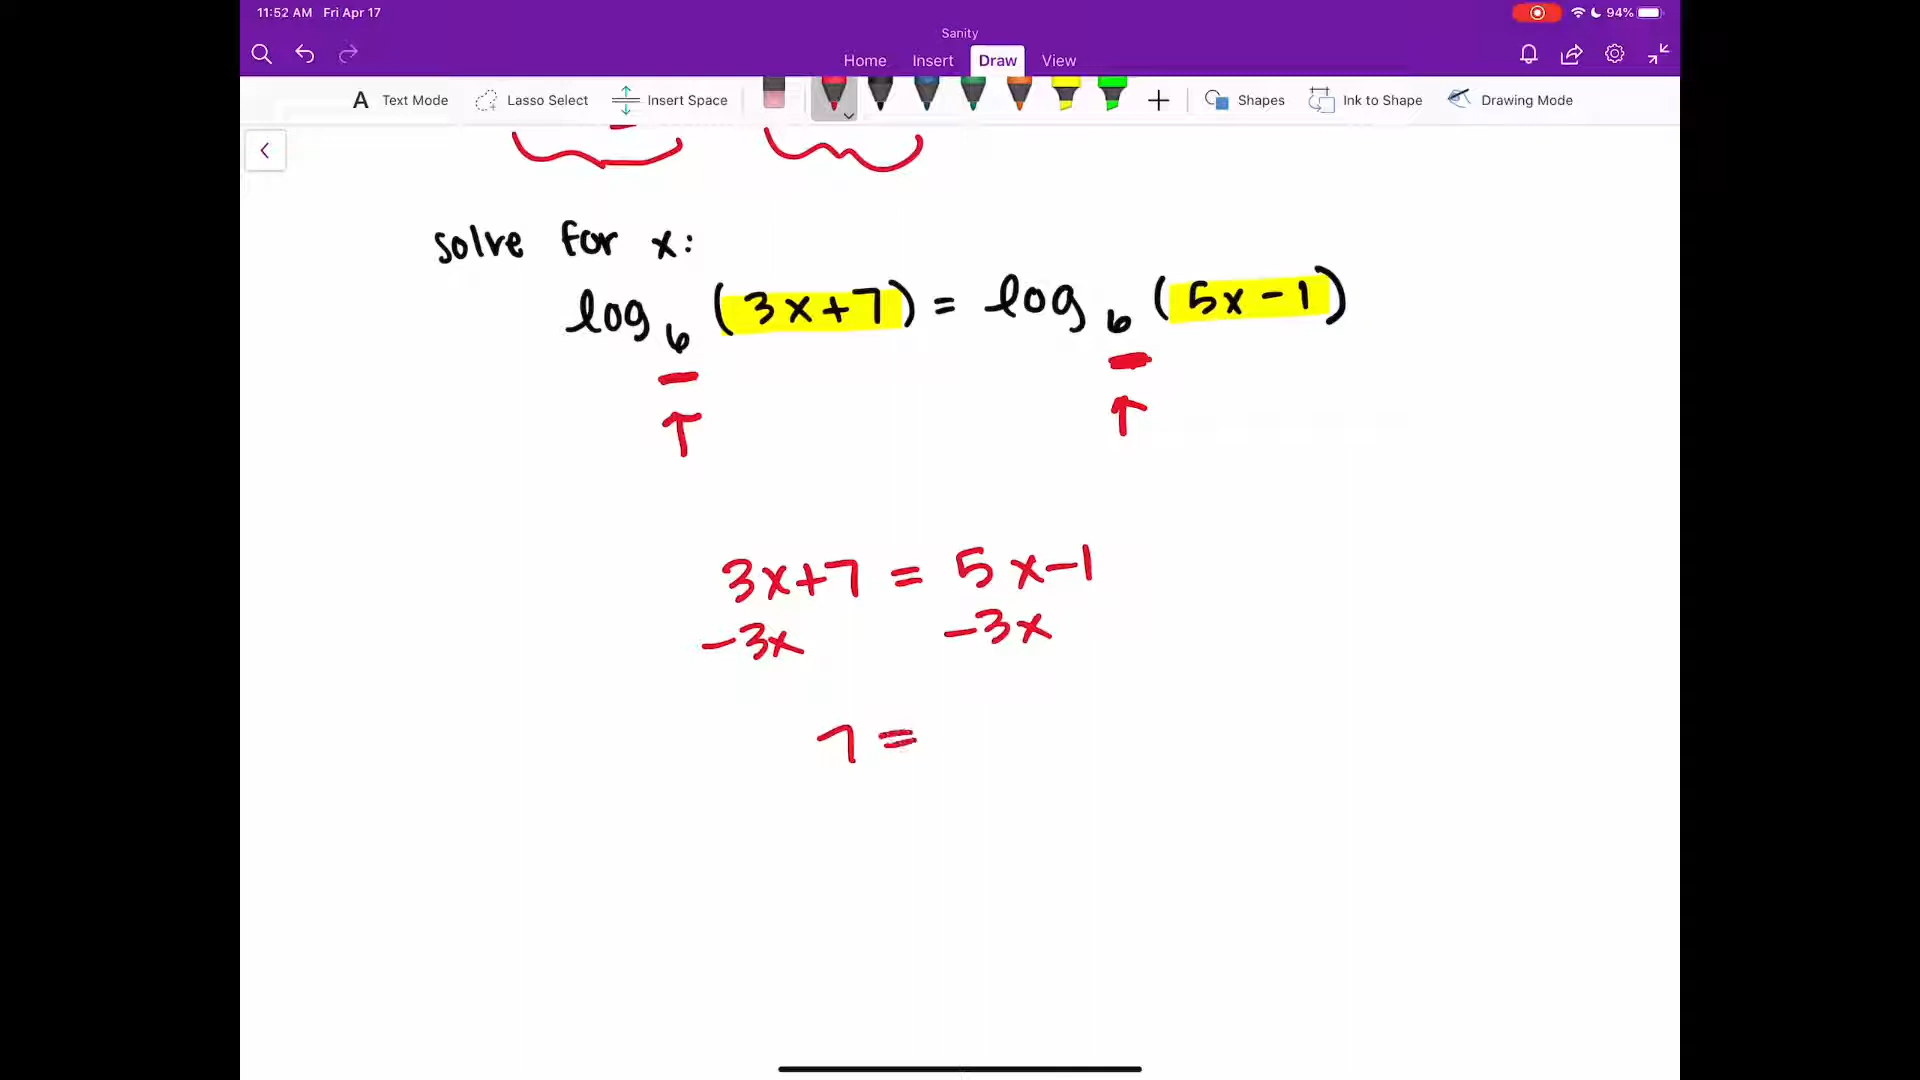 11:52 AM Fri Apr 17 94%
Sanity
Home Insert Draw View
A Text Mode Lasso Select Insert Space Shapes Ink to Shape Drawing Mode
solve for x:
log₆ (3x+7) = log₆ (5x-1)
3x+7 = 5x-1
-3x -3x
7 =